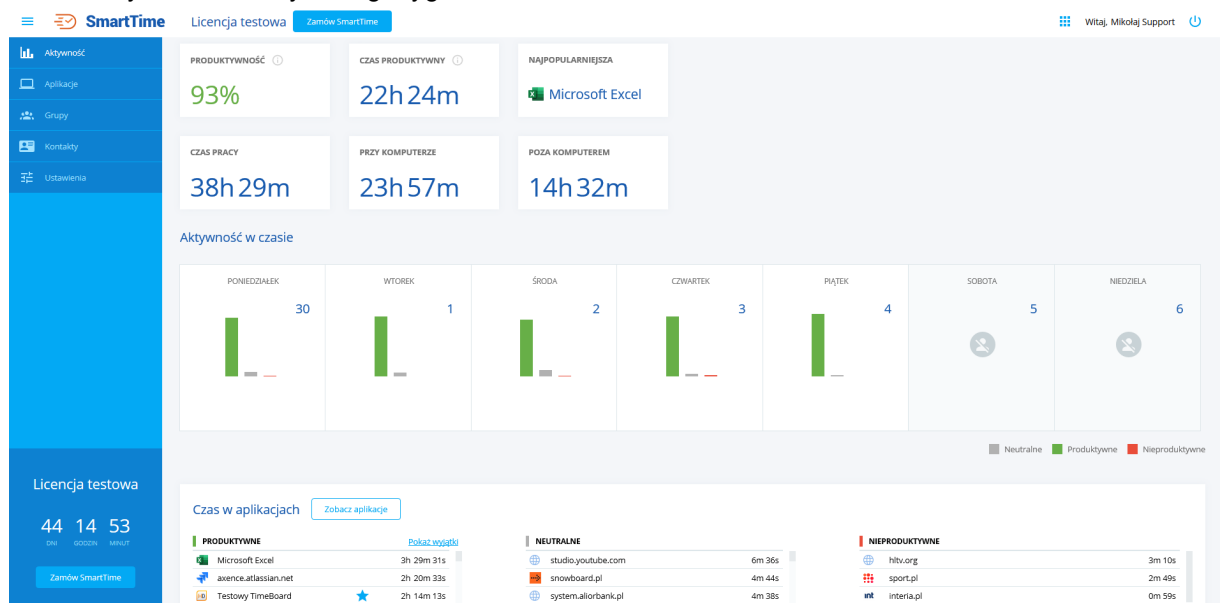 SmartTime Licencja testowa Zamów SmartTime Witaj, Mikołaj Support
Aktywność
Aplikacje
Grupy
Kontakty
Ustawienia
PRODUKTYWNOŚĆ CZAS PRODUKTYWNY NAJPOPULARNIEJSZA
93% 22h 24m Microsoft Excel
CZAS PRACY PRZY KOMPUTERZE POZA KOMPUTEREM
38h 29m 23h 57m 14h 32m
Aktywność w czasie
PONIEDZIAŁEK WTOREK ŚRODA CZWARTEK PIĄTEK SOBOTA NIEDZIELA
30 1 2 3 4 5 6
Neutralne Produktywne Nieproduktywne
Licencja testowa
44 14 53
DNI GODZIN MINUT
Zamów SmartTime
Czas w aplikacjach Zobacz aplikacje
PRODUKTYWNE Pokaż wyjątki NEUTRALNE NIEPRODUKTYWNE
Microsoft Excel 3h 29m 31s studio.youtube.com 6m 36s hltv.org 3m 10s
axence.atlassian.net 2h 20m 33s snowboard.pl 4m 44s sport.pl 2m 49s
Testowy TimeBoard 2h 14m 13s system.aliorbank.pl 4m 38s int interia.pl 0m 59s